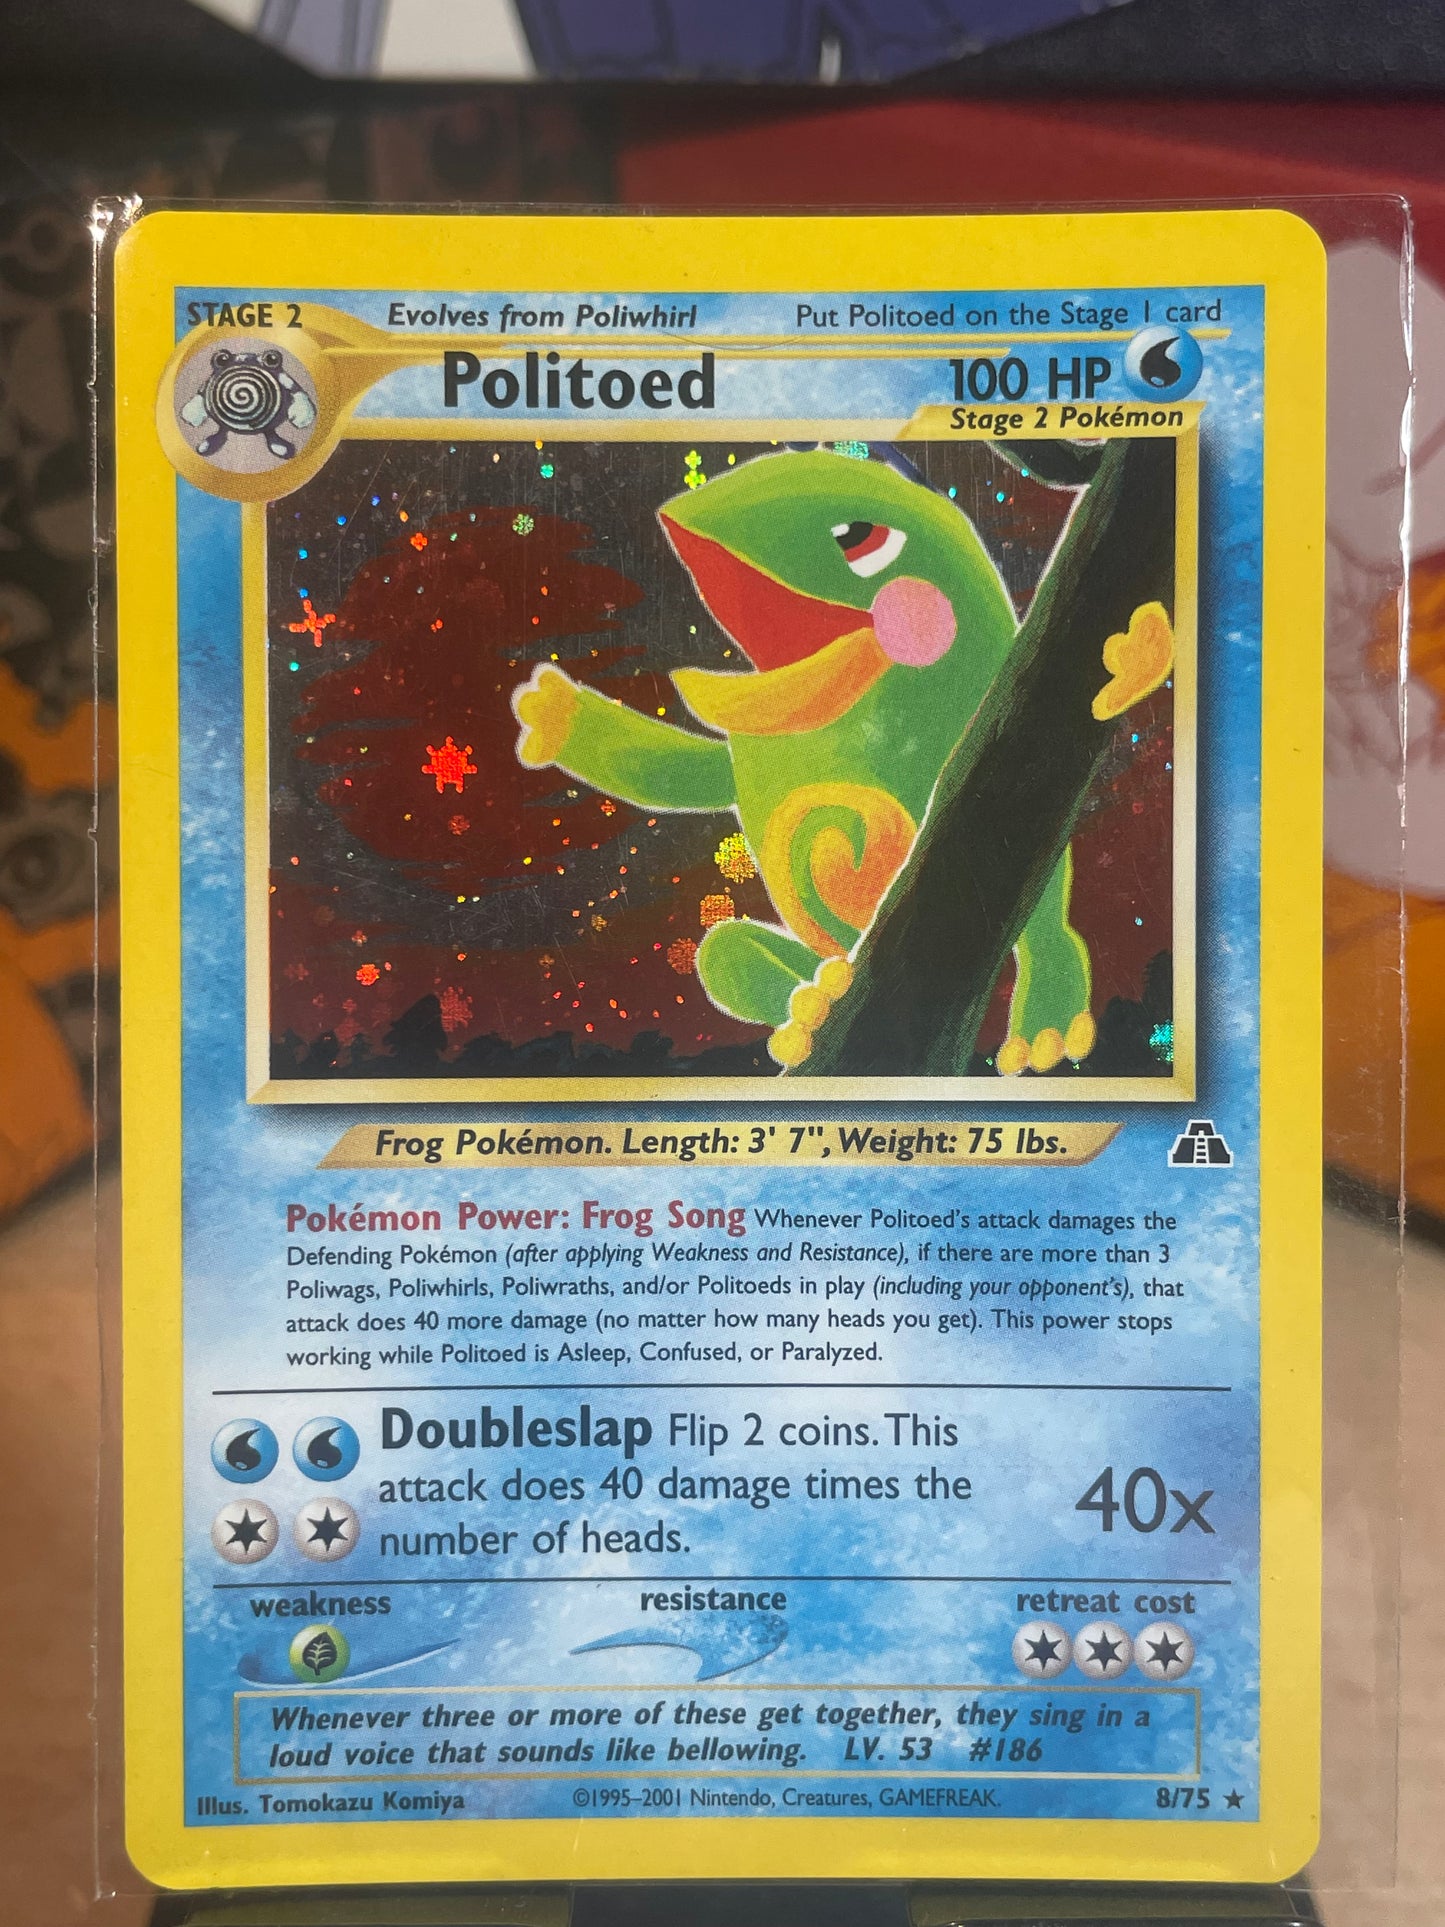 STAGE 2 Evolves from Poliwhirl Put Politoed on the Stage 1 card
Politoed 100 HP
Stage 2 Pokémon
Frog Pokémon. Length: 3' 7", Weight: 75 lbs.
Pokémon Power: Frog Song Whenever Politoed's attack damages the
Defending Pokémon (after applying Weakness and Resistance), if there are more than 3
Poliwags, Poliwhirls, Poliwraths, and/or Politoeds in play (including your opponent's), that
attack does 40 more damage (no matter how many heads you get). This power stops
working while Politoed is Asleep, Confused, or Paralyzed.
Doubleslap Flip 2 coins. This
attack does 40 damage times the
number of heads.
40x
weakness resistance retreat cost
Whenever three or more of these get together, they sing in a
loud voice that sounds like bellowing. LV. 53 #186
Illus. Tomokazu Komiya ©1995–2001 Nintendo, Creatures, GAMEFREAK. 8/75 ★